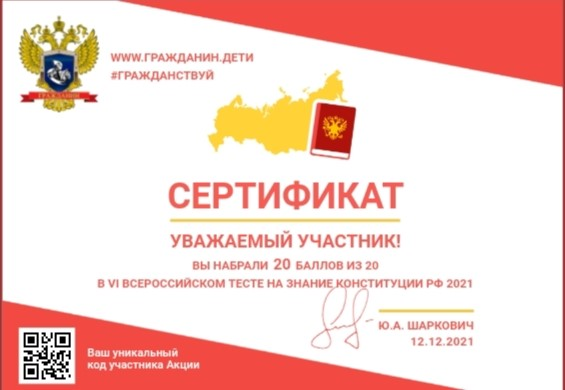 WWW.ГРАЖДАНИН.ДЕТИ
#ГРАЖДАНСТВУЙ
ГРАЖДАНИН
СЕРТИФИКАТ
УВАЖАЕМЫЙ УЧАСТНИК!
ВЫ НАБРАЛИ 20 БАЛЛОВ ИЗ 20
В VI ВСЕРОССИЙСКОМ ТЕСТЕ НА ЗНАНИЕ КОНСТИТУЦИИ РФ 2021
Ю.А. ШАРКОВИЧ
12.12.2021
Ваш уникальный
код участника Акции